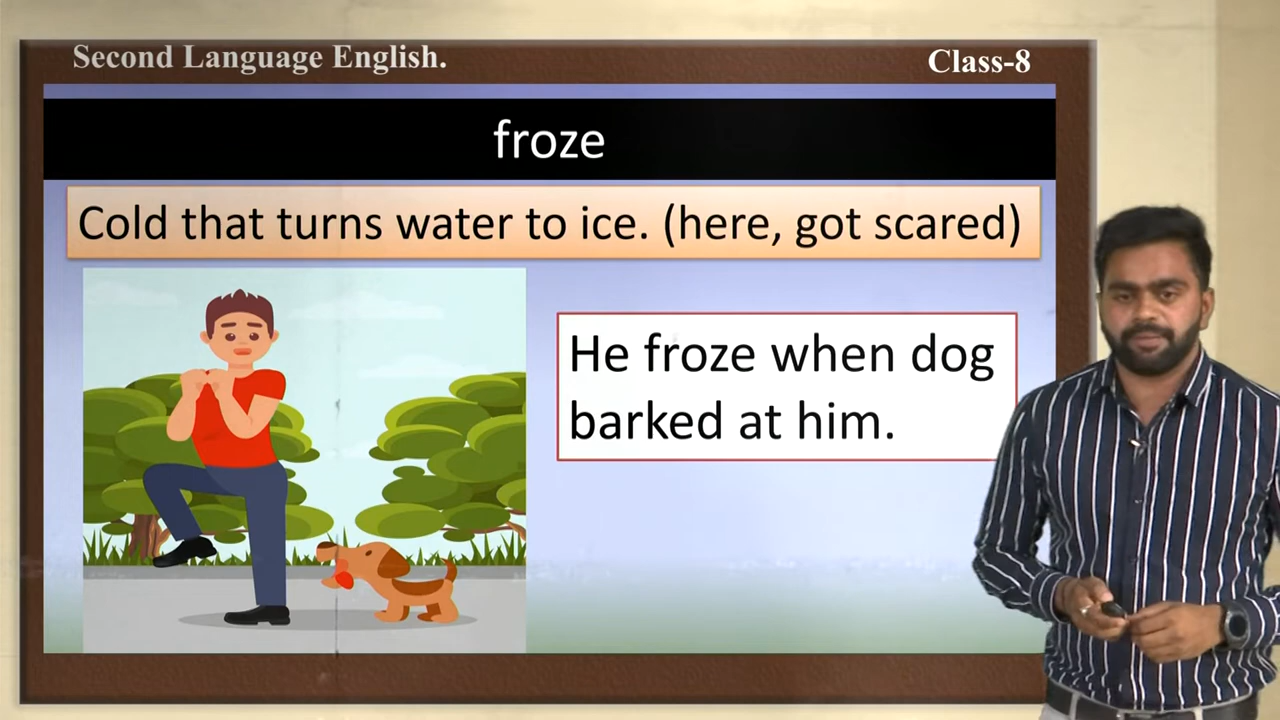 Second Language English.
Class-8
froze
Cold that turns water to ice. (here, got scared)
He froze when dog
barked at him.